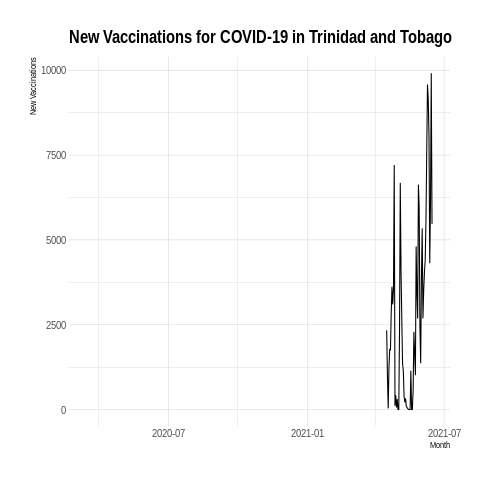 New Vaccinations for COVID-19 in Trinidad and Tobago
New Vaccinations
10000
7500
5000
2500
0
2020-07 2021-01 2021-07
Month